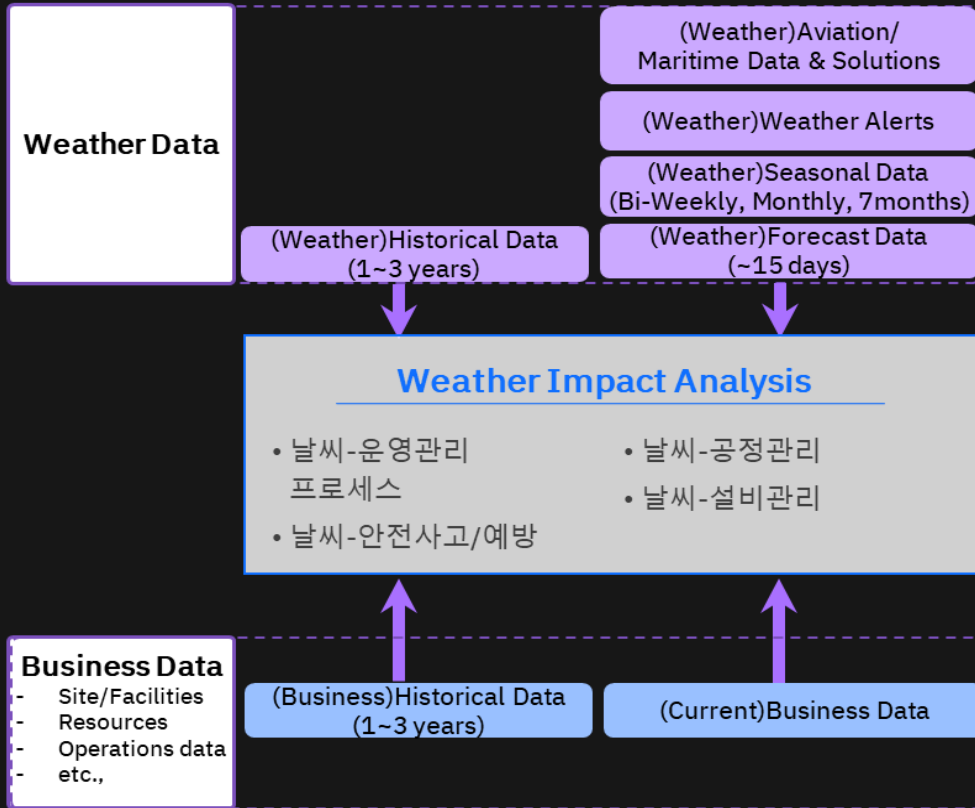 Weather Data
(Weather)Aviation/
Maritime Data & Solutions
(Weather)Weather Alerts
(Weather)Seasonal Data
(Bi-Weekly, Monthly, 7months)
(Weather)Historical Data
(1~3 years)
(Weather)Forecast Data
(~15 days)
Weather Impact Analysis
• 날씨-운영관리
프로세스
• 날씨-안전사고/예방
• 날씨-공정관리
• 날씨-설비관리
Business Data
- Site/Facilities
- Resources
- Operations data
- etc.,
(Business)Historical Data
(1~3 years)
(Current)Business Data